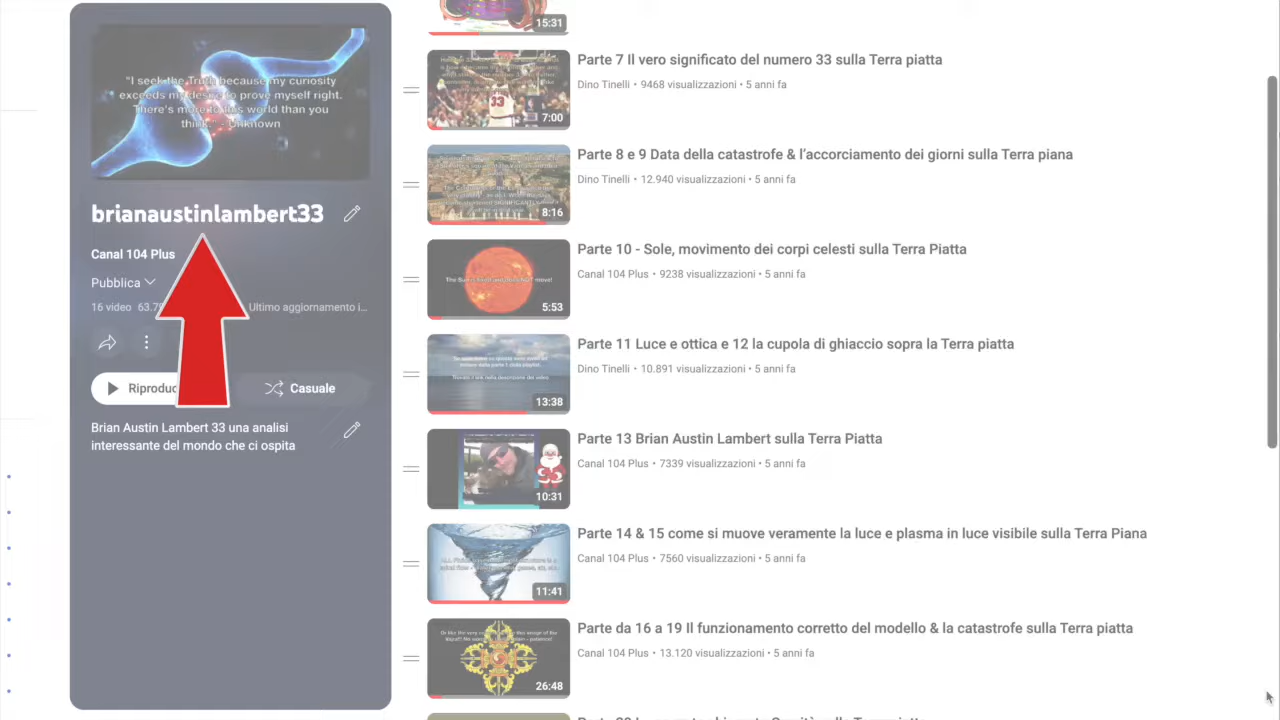 "I seek the Truth because my curiosity
exceeds my desire to prove myself right.
There's more to this world than you
think." - Unknown
brianaustinlambert33
Canal 104 Plus
Pubblica
16 video
Ultimo aggiornamento i...
Casuale
Brian Austin Lambert 33 una analisi
interessante del mondo che ci ospita
15:31
Parte 7 Il vero significato del numero 33 sulla Terra piatta
Dino Tinelli • 9468 visualizzazioni • 5 anni fa
33
7:00
Parte 8 e 9 Data della catastrofe & l'accorciamento dei giorni sulla Terra piana
Dino Tinelli • 12.940 visualizzazioni • 5 anni fa
8:16
Parte 10 - Sole, movimento dei corpi celesti sulla Terra Piatta
Canal 104 Plus • 9238 visualizzazioni • 5 anni fa
5:53
Parte 11 Luce e ottica e 12 la cupola di ghiaccio sopra la Terra piatta
Dino Tinelli • 10.891 visualizzazioni • 5 anni fa
13:38
Parte 13 Brian Austin Lambert sulla Terra Piatta
Canal 104 Plus • 7339 visualizzazioni • 5 anni fa
10:31
Parte 14 & 15 come si muove veramente la luce e plasma in luce visibile sulla Terra Piana
Canal 104 Plus • 7560 visualizzazioni • 5 anni fa
11:41
Parte da 16 a 19 Il funzionamento corretto del modello & la catastrofe sulla Terra piatta
Canal 104 Plus • 13.120 visualizzazioni • 5 anni fa
26:48